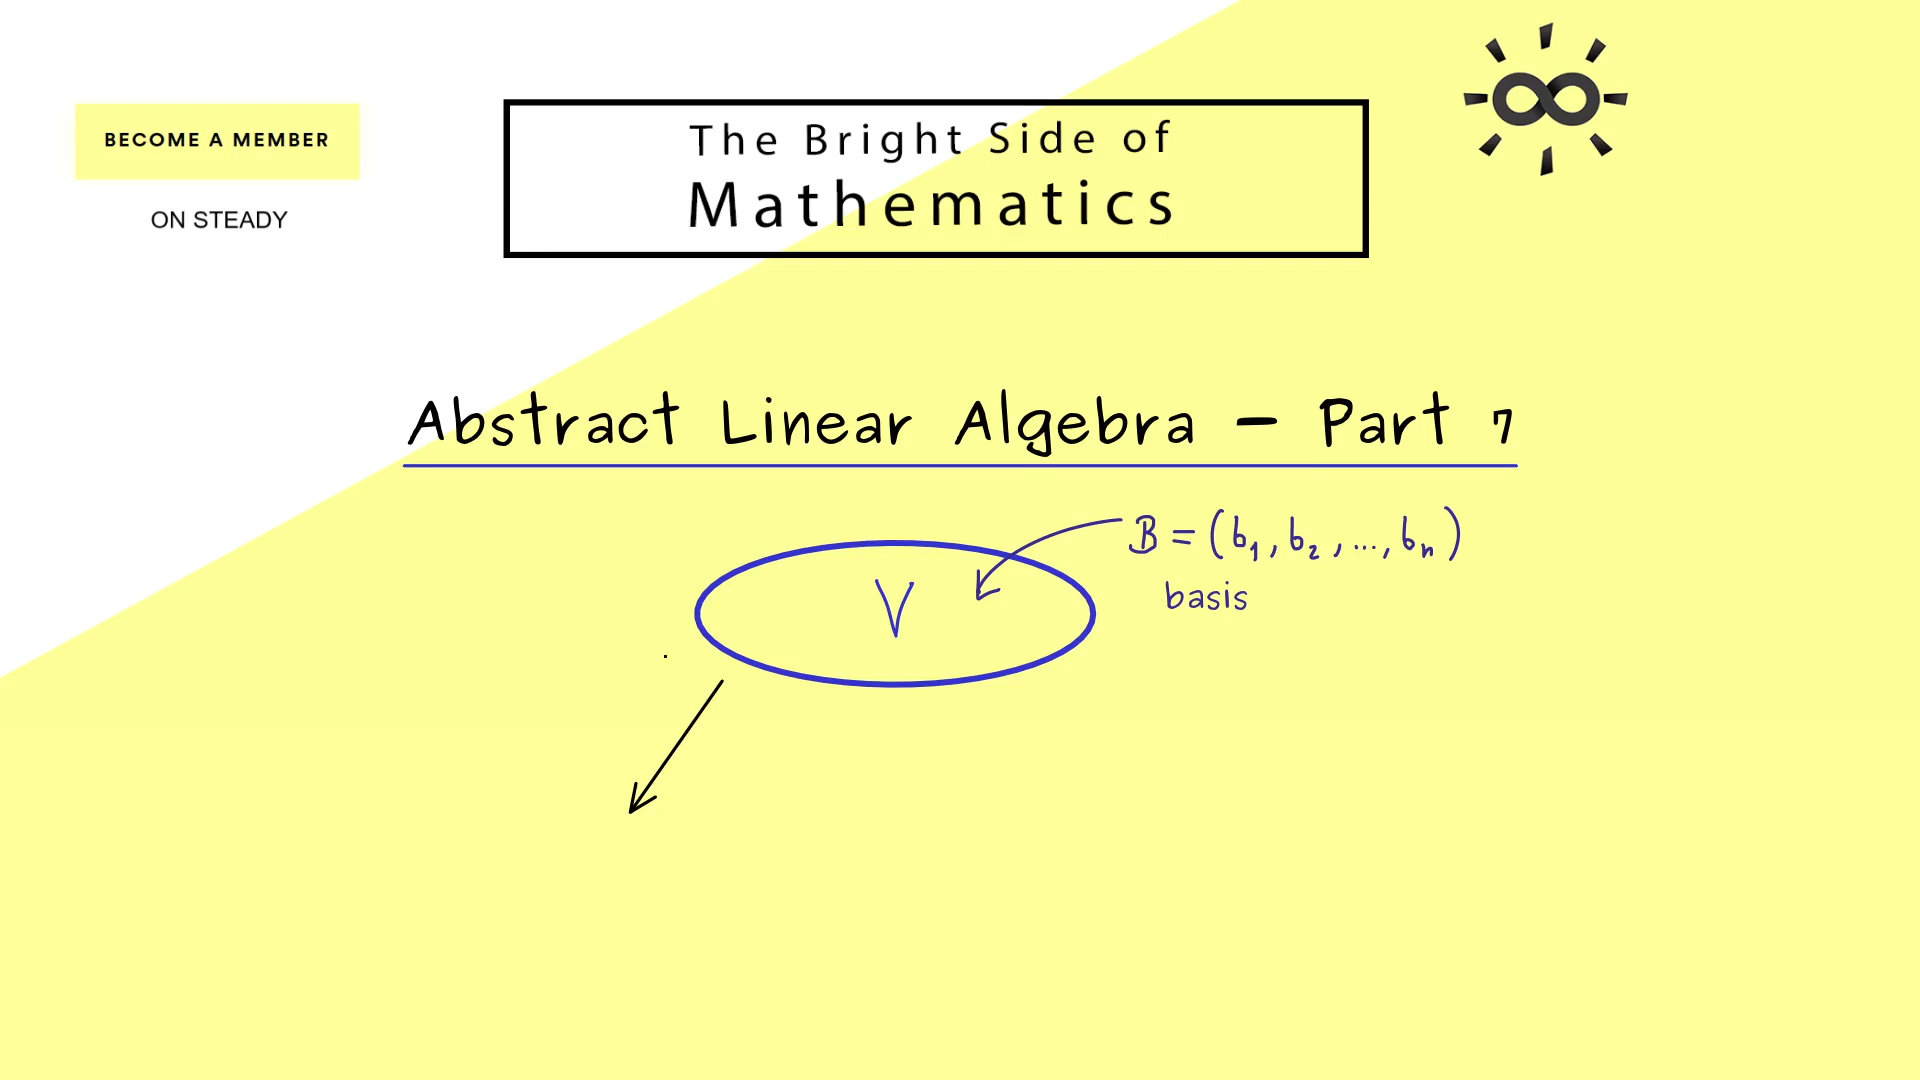 BECOME A MEMBER
ON STEADY
The Bright Side of
Mathematics
Abstract Linear Algebra – Part 7
B = (b₁, b₂, ..., bₙ)
basis
V